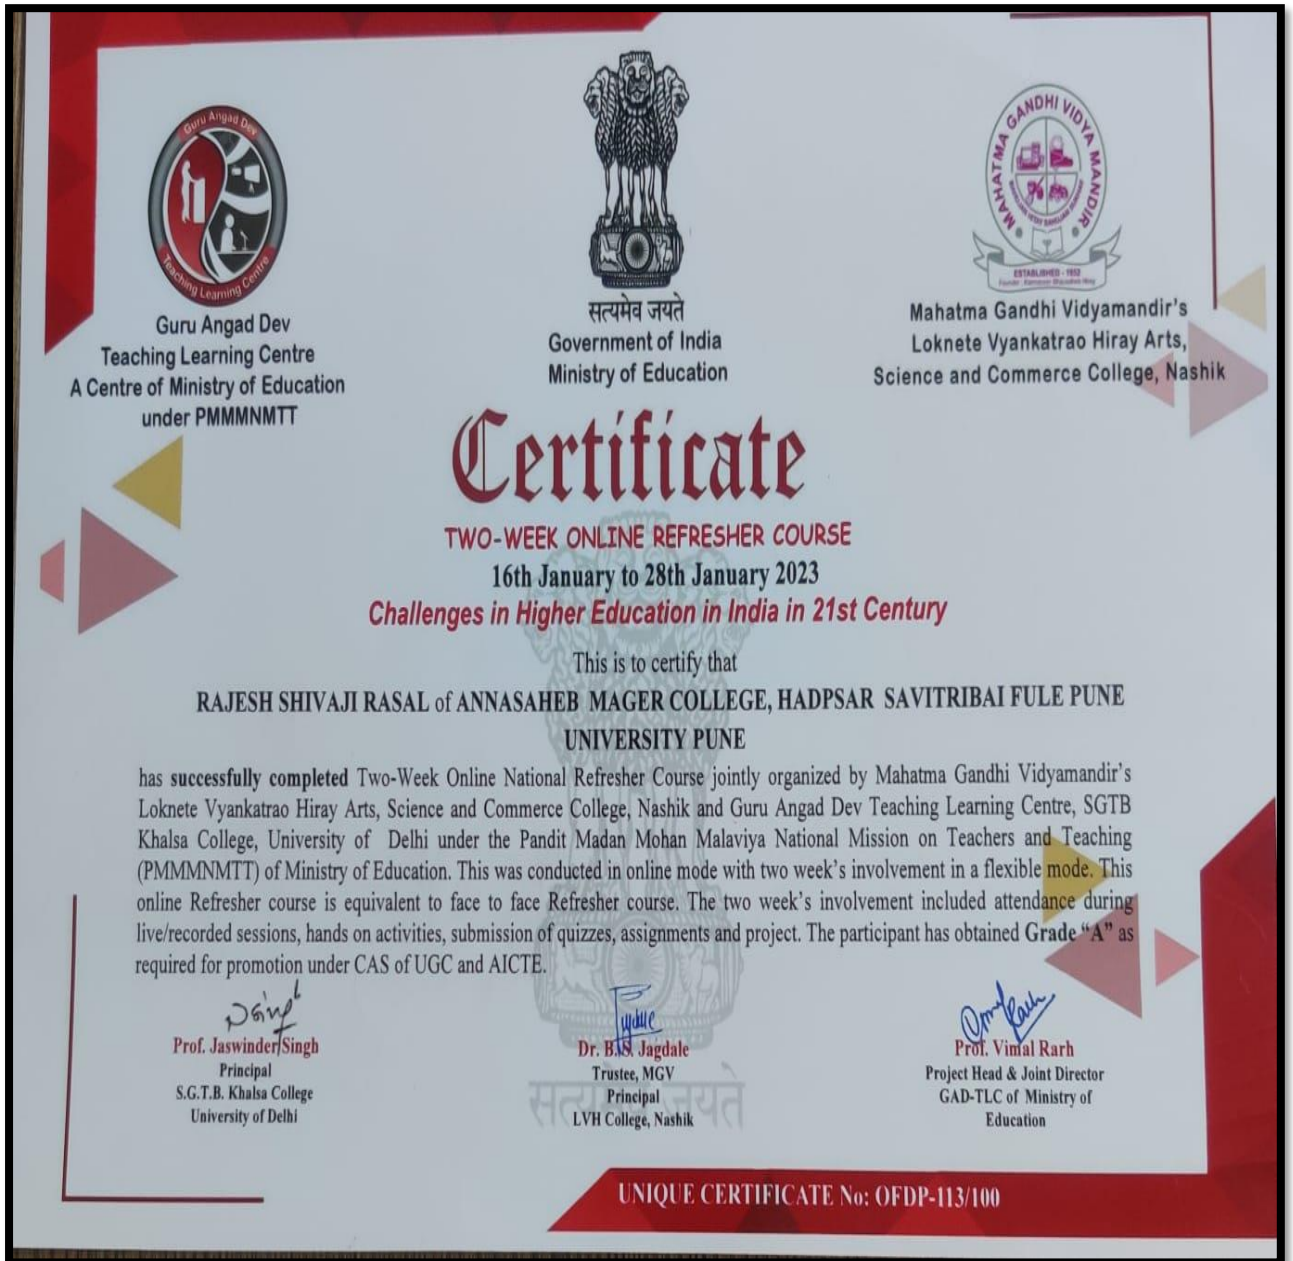 Guru Angad Dev
Teaching Learning Centre
Guru Angad Dev
Teaching Learning Centre
A Centre of Ministry of Education
under PMMMNMTT
सत्यमेव जयते
Government of India
Ministry of Education
MAHATMA GANDHI VIDYA MANDIR
ESTABLISHED - 1952
Mahatma Gandhi Vidyamandir's
Loknete Vyankatrao Hiray Arts,
Science and Commerce College, Nashik
Certificate
TWO-WEEK ONLINE REFRESHER COURSE
16th January to 28th January 2023
Challenges in Higher Education in India in 21st Century
This is to certify that
RAJESH SHIVAJI RASAL of ANNASAHEB MAGER COLLEGE, HADPSAR SAVITRIBAI FULE PUNE
UNIVERSITY PUNE
has successfully completed Two-Week Online National Refresher Course jointly organized by Mahatma Gandhi Vidyamandir's
Loknete Vyankatrao Hiray Arts, Science and Commerce College, Nashik and Guru Angad Dev Teaching Learning Centre, SGTB
Khalsa College, University of Delhi under the Pandit Madan Mohan Malaviya National Mission on Teachers and Teaching
(PMMMNMTT) of Ministry of Education. This was conducted in online mode with two week's involvement in a flexible mode. This
online Refresher course is equivalent to face to face Refresher course. The two week's involvement included attendance during
live/recorded sessions, hands on activities, submission of quizzes, assignments and project. The participant has obtained Grade "A" as
required for promotion under CAS of UGC and AICTE.
Prof. Jaswinder Singh
Principal
S.G.T.B. Khalsa College
University of Delhi
Dr. B.S. Jagdale
Trustee, MGV
Principal
LVH College, Nashik
Prof. Vimal Rarh
Project Head & Joint Director
GAD-TLC of Ministry of
Education
सत्यमेव जयते
UNIQUE CERTIFICATE No: OFDP-113/100